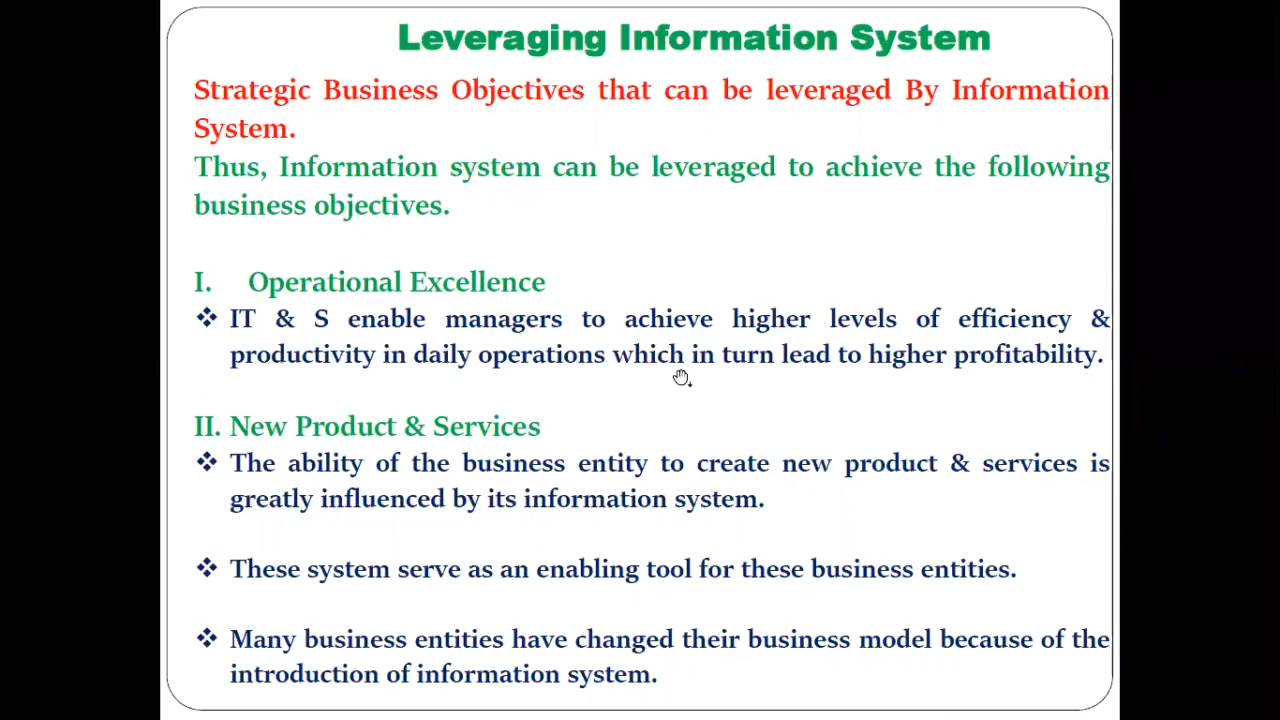 Leveraging Information System
Strategic Business Objectives that can be leveraged By Information
System.
Thus, Information system can be leveraged to achieve the following
business objectives.
I. Operational Excellence
❖ IT & S enable managers to achieve higher levels of efficiency &
productivity in daily operations which in turn lead to higher profitability.
II. New Product & Services
❖ The ability of the business entity to create new product & services is
greatly influenced by its information system.
❖ These system serve as an enabling tool for these business entities.
❖ Many business entities have changed their business model because of the
introduction of information system.